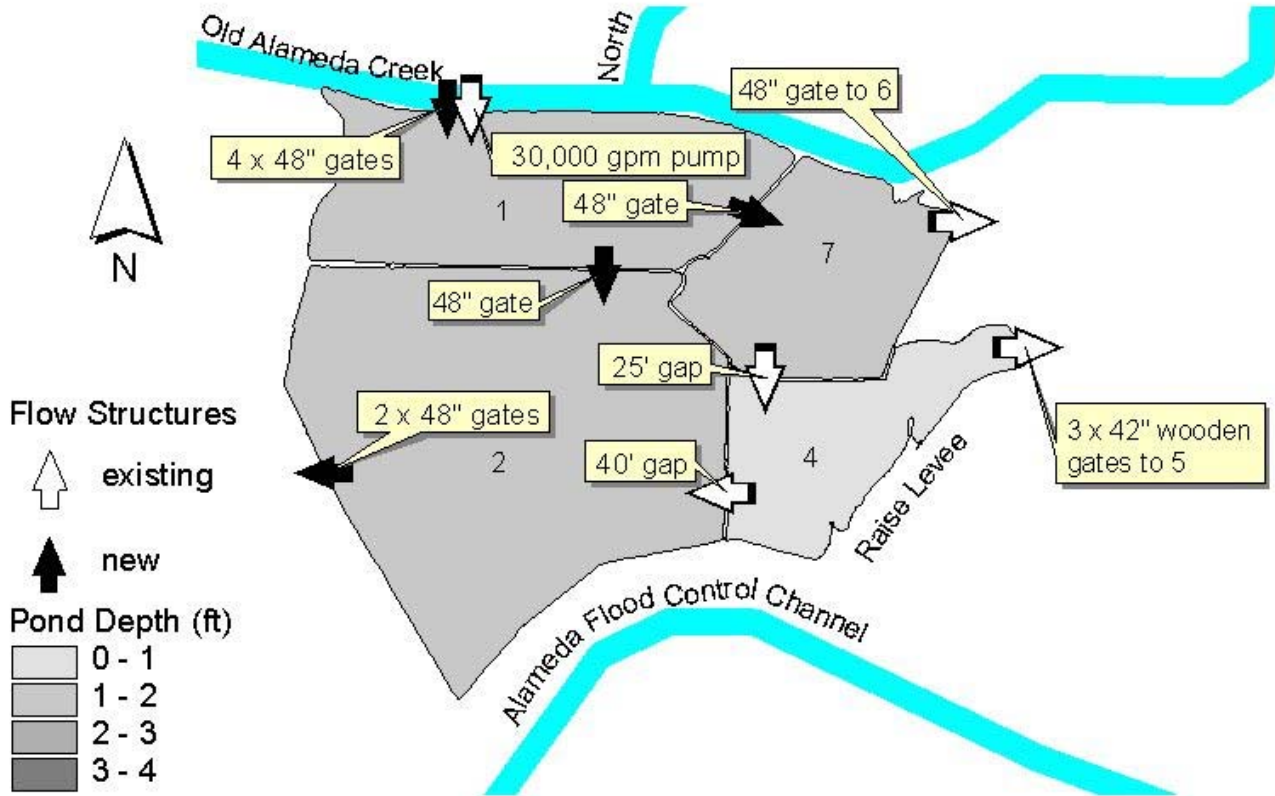 Old Alameda Creek
North
48" gate to 6
4 x 48" gates
30,000 gpm pump
1
48" gate
7
N
48" gate
25' gap
Flow Structures
existing
new
2 x 48" gates
2
40' gap
4
3 x 42" wooden
gates to 5
Raise Levee
Alameda Flood Control Channel
Pond Depth (ft)
0 - 1
1 - 2
2 - 3
3 - 4